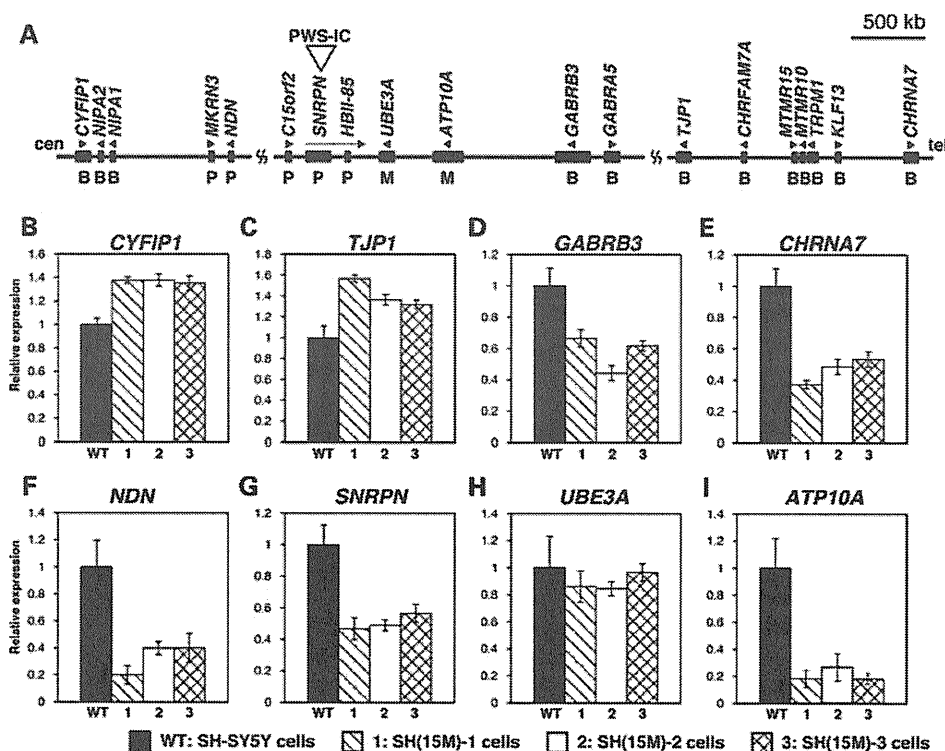 A
PWS-IC
500 kb
CYFIP1 NIPA2 NIPA1 MKRN3 NDN C15orf2 SNRPN HBII-85 UBE3A ATP10A GABRB3 GABRA5 TJP1 CHRFAM7A MTMR15 MTMR10 TRPM1 KLF13 CHRNA7
cen tel
B B B P P P P P M M B B B B B B B B B
B CYFIP1
Relative expression
1.6
1.4
1.2
1
0.8
0.6
0.4
0.2
0
WT 1 2 3
C TJP1
1.8
1.6
1.4
1.2
1
0.8
0.6
0.4
0.2
0
WT 1 2 3
D GABRB3
1.2
1
0.8
0.6
0.4
0.2
0
WT 1 2 3
E CHRNA7
1.2
1
0.8
0.6
0.4
0.2
0
WT 1 2 3
F NDN
Relative expression
1.4
1.2
1
0.8
0.6
0.4
0.2
0
WT 1 2 3
G SNRPN
1.2
1
0.8
0.6
0.4
0.2
0
WT 1 2 3
H UBE3A
1.4
1.2
1
0.8
0.6
0.4
0.2
0
WT 1 2 3
I ATP10A
1.4
1.2
1
0.8
0.6
0.4
0.2
0
WT 1 2 3
WT: SH-SY5Y cells 1: SH(15M)-1 cells 2: SH(15M)-2 cells 3: SH(15M)-3 cells